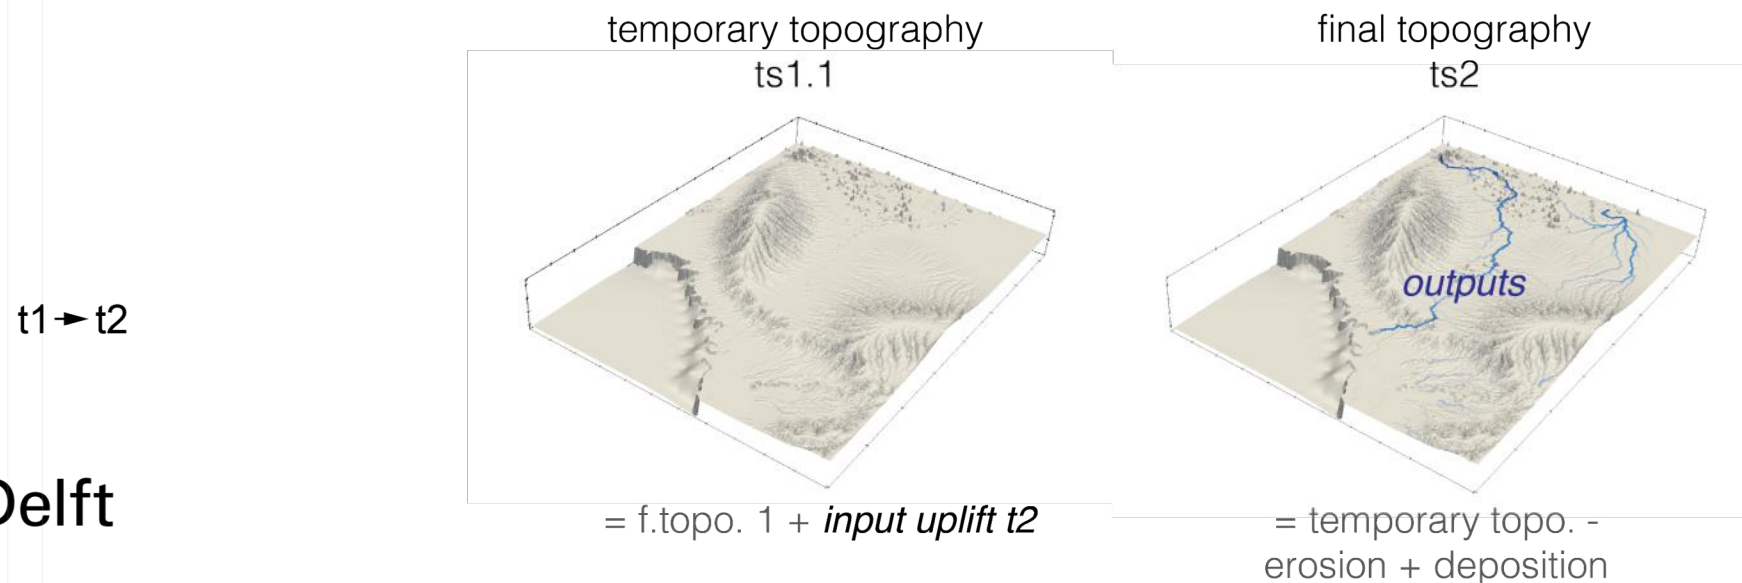 temporary topography
ts1.1
final topography
ts2
outputs
t1→t2
Delft
= f.topo. 1 + input uplift t2
= temporary topo. -
erosion + deposition